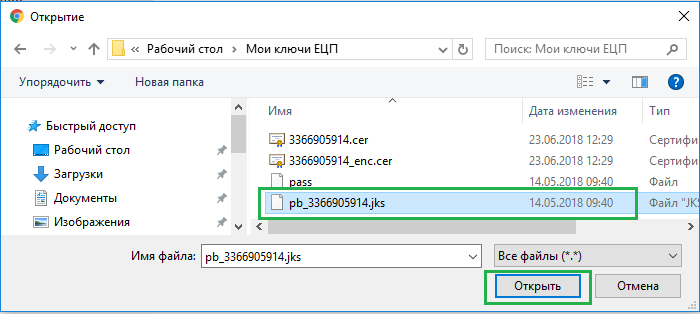 Открытие
« Рабочий стол › Мои ключи ЕЦП
Поиск: Мои ключи ЕЦП
Упорядочить
Новая папка
?
Имя
Дата изменения
Тип
Быстрый доступ
Рабочий стол
Загрузки
Документы
Изображения
3366905914.cer 23.06.2018 12:29 Сертифи
3366905914_enc.cer 23.06.2018 12:29 Сертифи
pass 14.05.2018 09:40 Файл
pb_3366905914.jks 14.05.2018 09:40 Файл "JKS
Имя файла: pb_3366905914.jks
Все файлы (*.*)
Открыть
Отмена